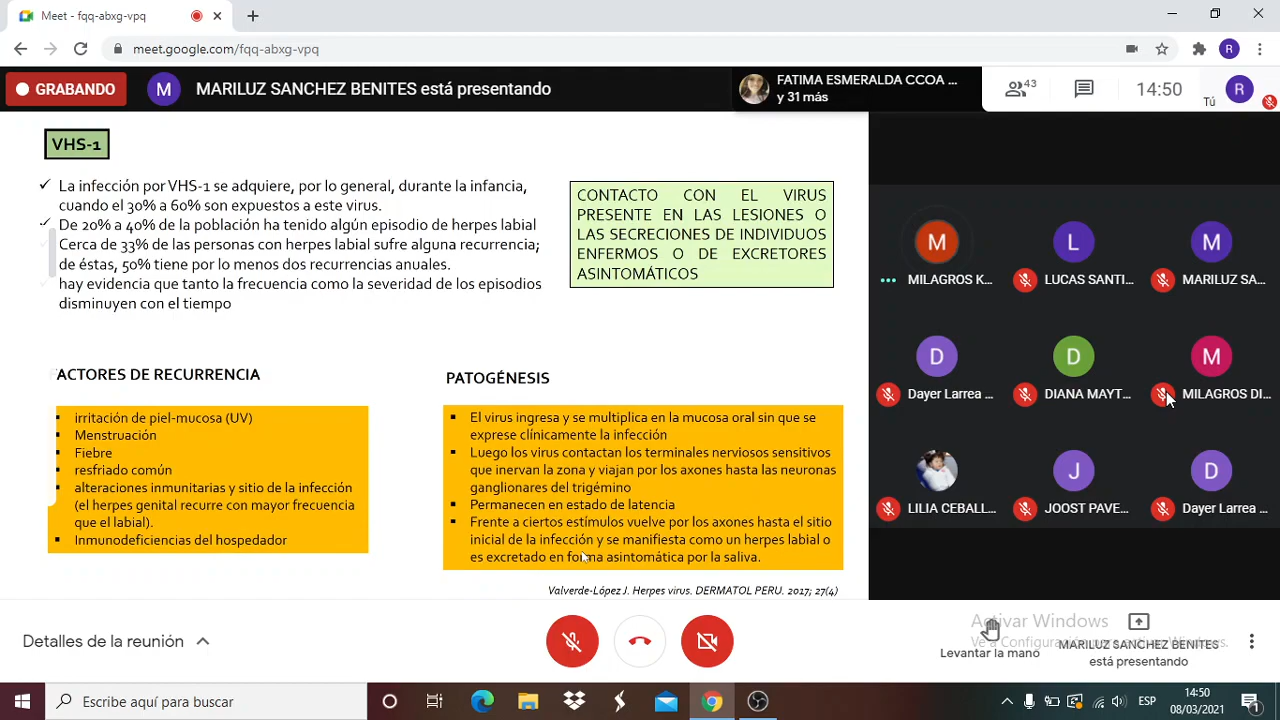 Meet - fqq-abxg-vpq
meet.google.com/fqq-abxg-vpq
GRABANDO
M
MARILUZ SANCHEZ BENITES está presentando
FATIMA ESMERALDA CCOA ...
y 31 más
43
14:50
Tú
R
R
VHS-1
La infección por VHS-1 se adquiere, por lo general, durante la infancia,
cuando el 30% a 60% son expuestos a este virus.
De 20% a 40% de la población ha tenido algún episodio de herpes labial
Cerca de 33% de las personas con herpes labial sufre alguna recurrencia;
de éstas, 50% tiene por lo menos dos recurrencias anuales.
hay evidencia que tanto la frecuencia como la severidad de los episodios
disminuyen con el tiempo
CONTACTO CON EL VIRUS
PRESENTE EN LAS LESIONES O
LAS SECRECIONES DE INDIVIDUOS
ENFERMOS O DE EXCRETORES
ASINTOMÁTICOS
FACTORES DE RECURRENCIA
irritación de piel-mucosa (UV)
Menstruación
Fiebre
resfriado común
alteraciones inmunitarias y sitio de la infección
(el herpes genital recurre con mayor frecuencia
que el labial).
Inmunodeficiencias del hospedador
PATOGÉNESIS
El virus ingresa y se multiplica en la mucosa oral sin que se
exprese clínicamente la infección
Luego los virus contactan los terminales nerviosos sensitivos
que inervan la zona y viajan por los axones hasta las neuronas
ganglionares del trigémino
Permanecen en estado de latencia
Frente a ciertos estímulos vuelve por los axones hasta el sitio
inicial de la infección y se manifiesta como un herpes labial o
es excretado en forma asintomática por la saliva.
Valverde-López J. Herpes virus. DERMATOL PERU. 2017; 27(4)
M
L
M
MILAGROS K...
LUCAS SANTI...
MARILUZ SA...
D
D
M
Dayer Larrea ...
DIANA MAYT...
MILAGROS DI...
J
D
LILIA CEBALL...
JOOST PAVE...
Dayer Larrea ...
Detalles de la reunión
Activar Windows
Ve a Configuración para activar Windows.
Levantar la mano
MARILUZ SANCHEZ BENITES
está presentando
Escribe aquí para buscar
ESP
14:50
08/03/2021
1